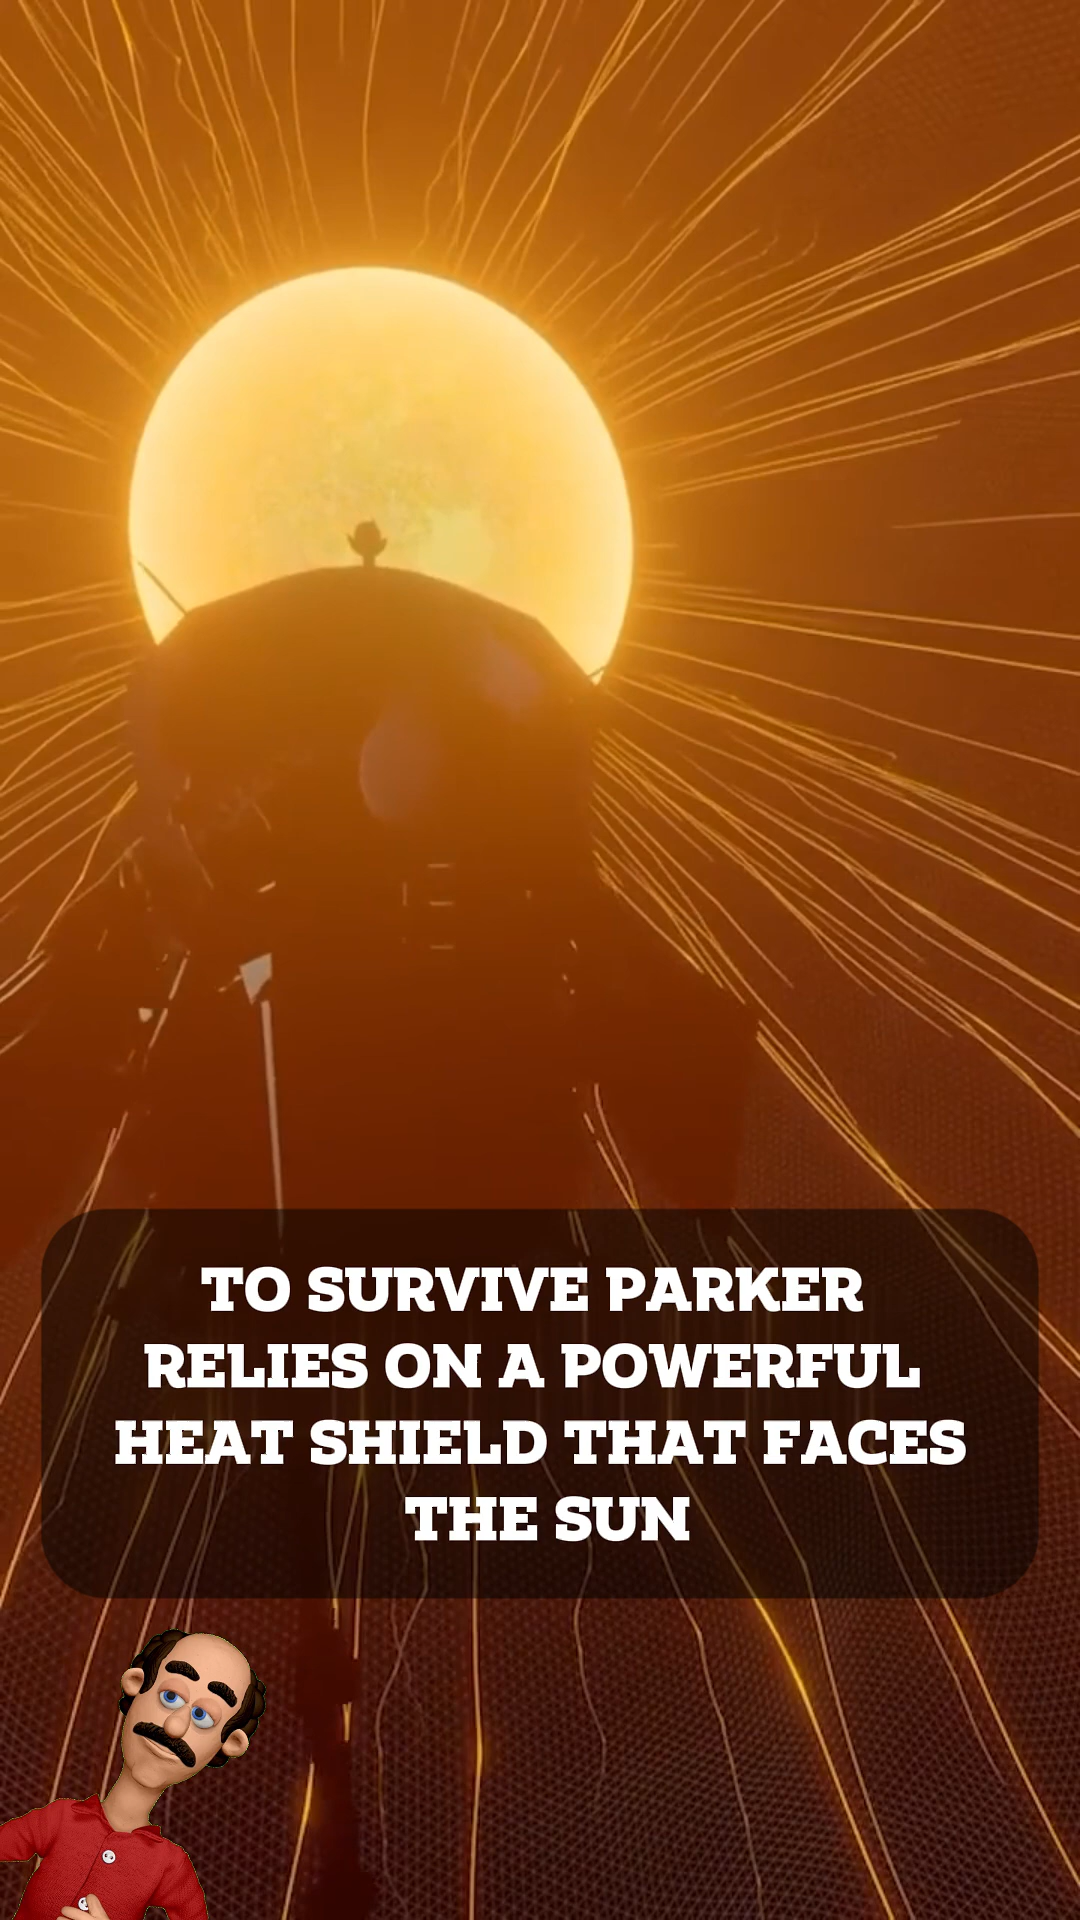 TO SURVIVE PARKER
RELIES ON A POWERFUL
HEAT SHIELD THAT FACES
THE SUN